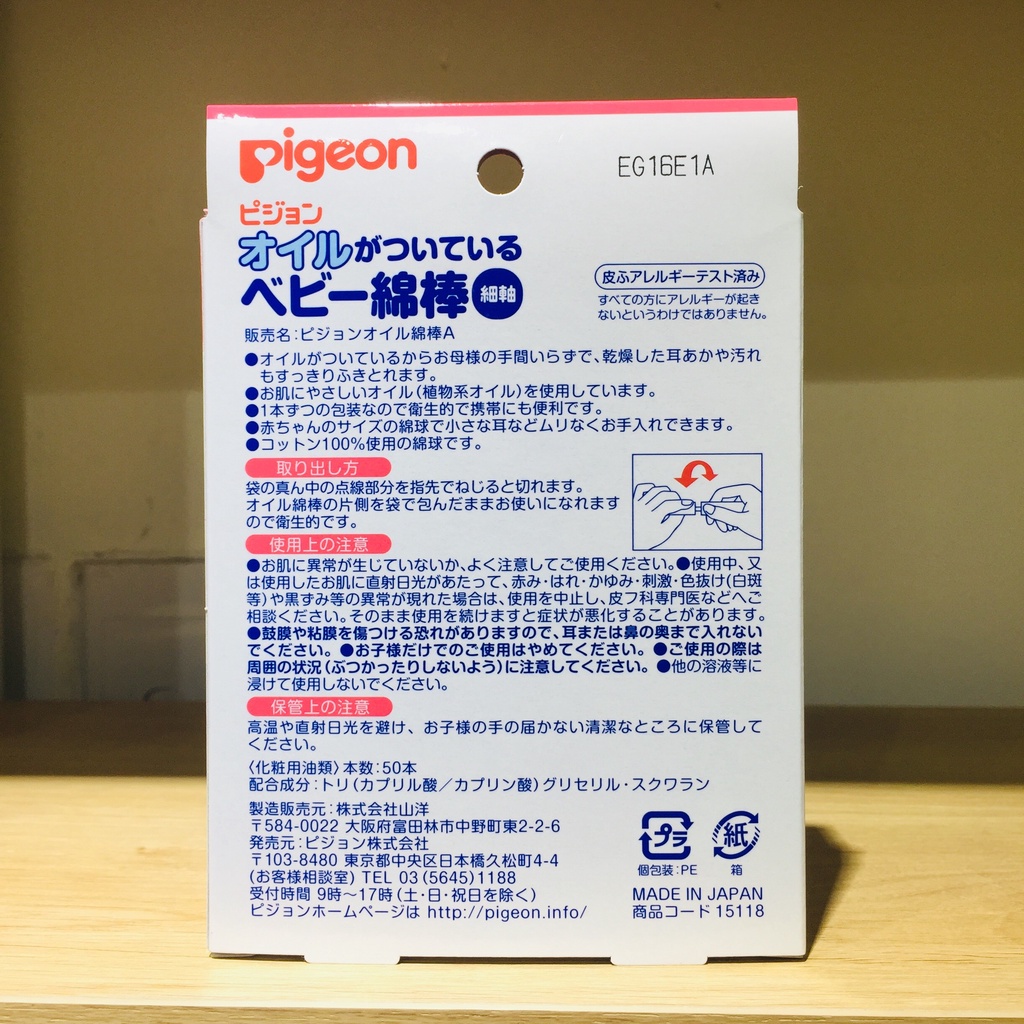 pigeon
EG16E1A
ピジョン
オイルがついている
ベビー綿棒 細軸
皮ふアレルギーテスト済み
すべての方にアレルギーが起き
ないというわけではありません。
販売名:ピジョンオイル綿棒A
●オイルがついているからお母様の手間いらずで、乾燥した耳あかや汚れ
もすっきりふきとれます。
●お肌にやさしいオイル(植物系オイル)を使用しています。
●1本ずつの包装なので衛生的で携帯にも便利です。
●赤ちゃんのサイズの綿球で小さな耳などムリなくお手入れできます。
●コットン100%使用の綿球です。
取り出し方
袋の真ん中の点線部分を指先でねじると切れます。
オイル綿棒の片側を袋で包んだままお使いになれます
ので衛生的です。
使用上の注意
●お肌に異常が生じていないか、よく注意してご使用ください。●使用中、又
は使用したお肌に直射日光があたって、赤み・はれ・かゆみ・刺激・色抜け(白斑
等)や黒ずみ等の異常が現れた場合は、使用を中止し、皮フ科専門医などへご
相談ください。そのまま使用を続けますと症状が悪化することがあります。
●鼓膜や粘膜を傷つける恐れがありますので、耳または鼻の奥まで入れない
でください。●お子様だけでのご使用はやめてください。●ご使用の際は
周囲の状況(ぶつかったりしないよう)に注意してください。●他の溶液等に
浸けて使用しないでください。
保管上の注意
高温や直射日光を避け、お子様の手の届かない清潔なところに保管して
ください。
〈化粧用油類〉本数:50本
配合成分:トリ(カプリル酸/カプリン酸)グリセリル・スクワラン
製造販売元:株式会社山洋
〒584-0022 大阪府富田林市中野町東2-2-6
発売元:ピジョン株式会社
〒103-8480 東京都中央区日本橋久松町4-4
(お客様相談室) TEL 03(5645)1188
受付時間 9時〜17時(土・日・祝日を除く)
ピジョンホームページは http://pigeon.info/
プラ
個包装:PE
紙
箱
MADE IN JAPAN
商品コード 15118